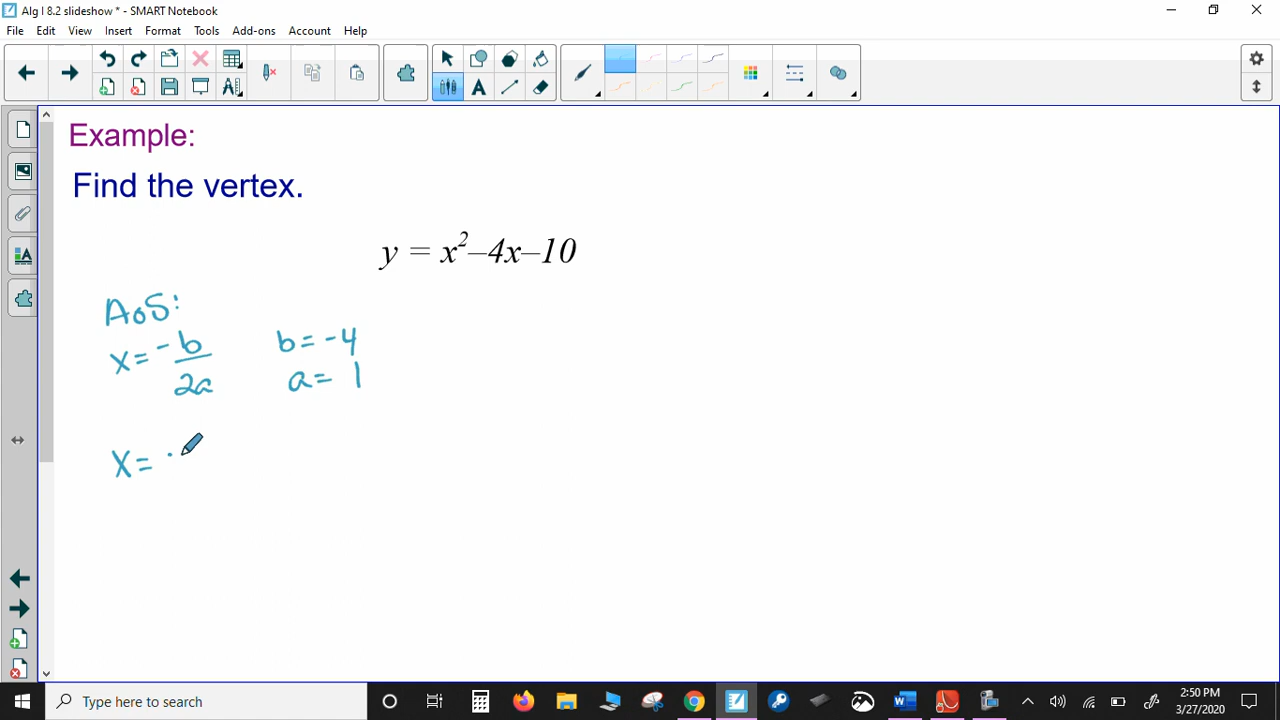 Alg I 8.2 slideshow * - SMART Notebook
File Edit View Insert Format Tools Add-ons Account Help
Example:
Find the vertex.
y = x²–4x–10
AoS:
x = -b/2a
b = -4
a = 1
X =
Type here to search
2:50 PM
3/27/2020